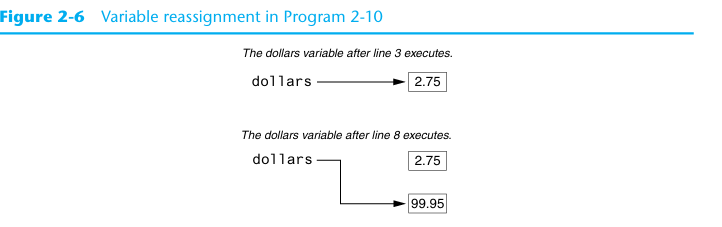 Figure 2-6 Variable reassignment in Program 2-10
The dollars variable after line 3 executes.
dollars 2.75
The dollars variable after line 8 executes.
dollars 2.75
99.95